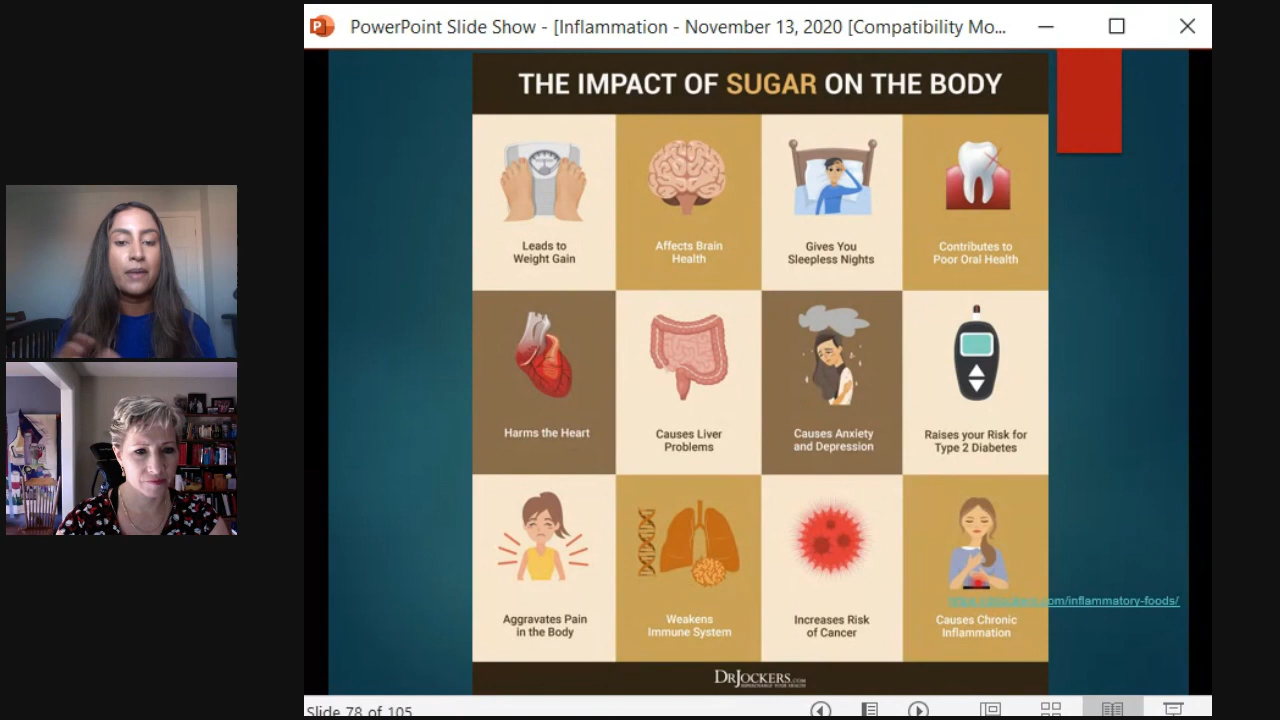 PowerPoint Slide Show - [Inflammation - November 13, 2020 [Compatibility Mo...
THE IMPACT OF SUGAR ON THE BODY
Leads to
Weight Gain
Affects Brain
Health
Gives You
Sleepless Nights
Contributes to
Poor Oral Health
Harms the Heart
Causes Liver
Problems
Causes Anxiety
and Depression
Raises your Risk for
Type 2 Diabetes
Aggravates Pain
in the Body
Weakens
Immune System
Increases Risk
of Cancer
com/inflammatory-foods/
Causes Chronic
Inflammation
DRJOCKERS.COM
SUPERCHARGE YOUR HEALTH
Slide 78 of 105